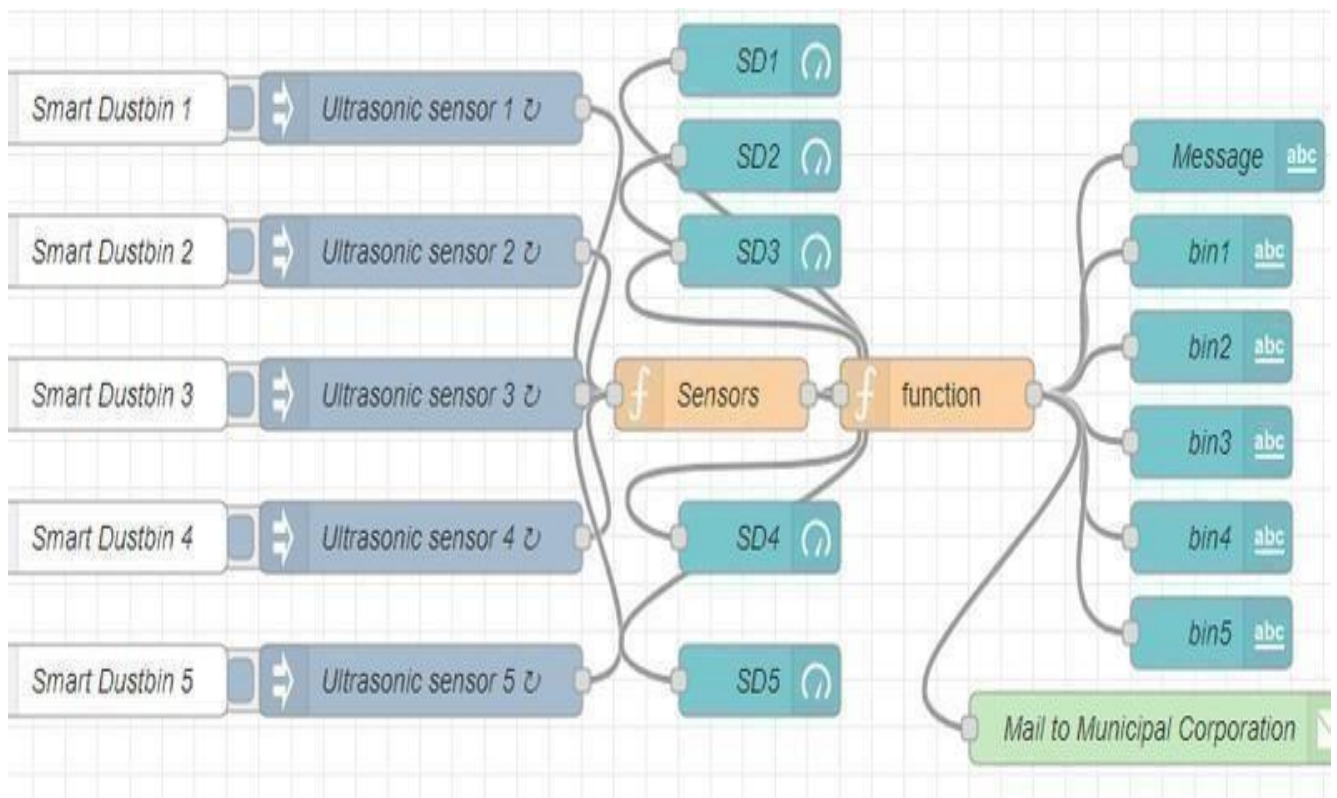 Smart Dustbin 1
Ultrasonic sensor 1 ↻
Smart Dustbin 2
Ultrasonic sensor 2 ↻
Smart Dustbin 3
Ultrasonic sensor 3 ↻
Smart Dustbin 4
Ultrasonic sensor 4 ↻
Smart Dustbin 5
Ultrasonic sensor 5 ↻
SD1
SD2
SD3
Sensors
function
SD4
SD5
Message abc
bin1 abc
bin2 abc
bin3 abc
bin4 abc
bin5 abc
Mail to Municipal Corporation